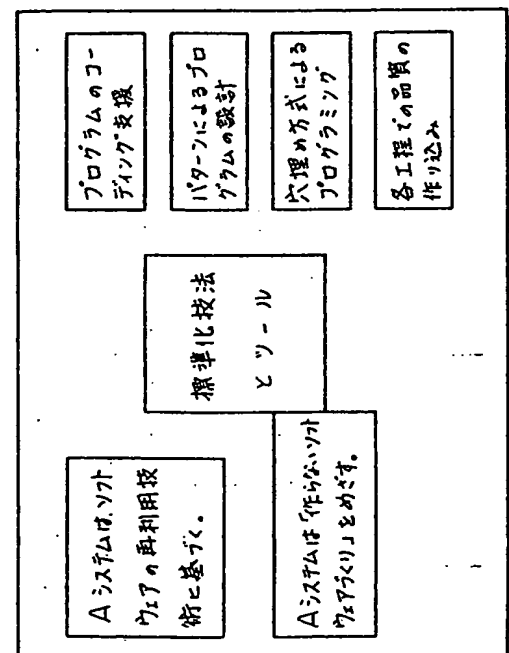 Aシステムは、ソフト
ウェアの再利用技
術に基づく。
Aシステムは「作らないソフト
ウェアづくり」をめざす。
標準化技法
とツール
プログラムのコー
ディング支援
パターンによるプロ
グラムの設計
穴埋め方式による
プログラミング
各工程での品質の
作り込み